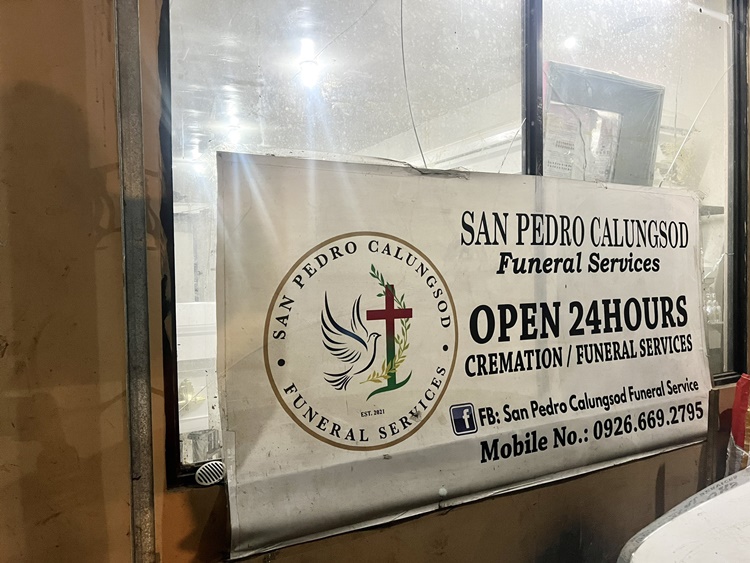 SAN PEDRO CALUNGSOD
FUNERAL SERVICES
EST. 2021
SAN PEDRO CALUNGSOD
Funeral Services
OPEN 24HOURS
CREMATION / FUNERAL SERVICES
f FB: San Pedro Calungsod Funeral Service
Mobile No.: 0926.669.2795